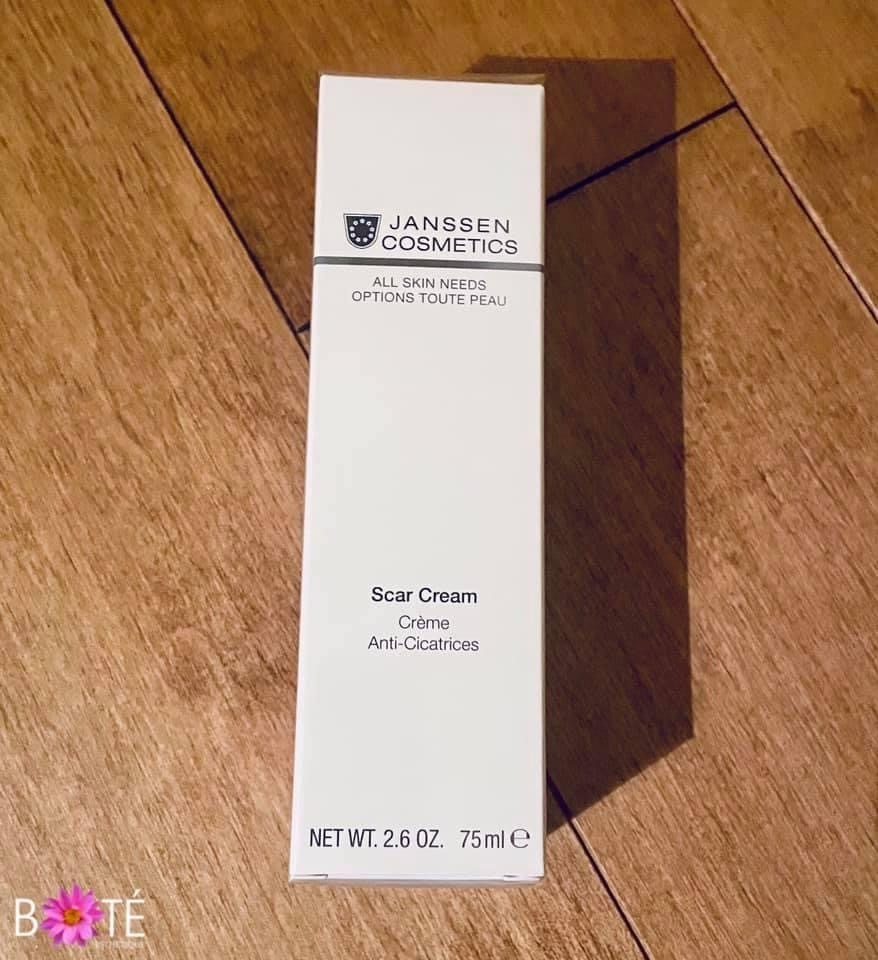 JANSSEN
COSMETICS
ALL SKIN NEEDS
OPTIONS TOUTE PEAU
Scar Cream
Crème
Anti-Cicatrices
NET WT. 2.6 OZ. 75ml ℮
B TÉ